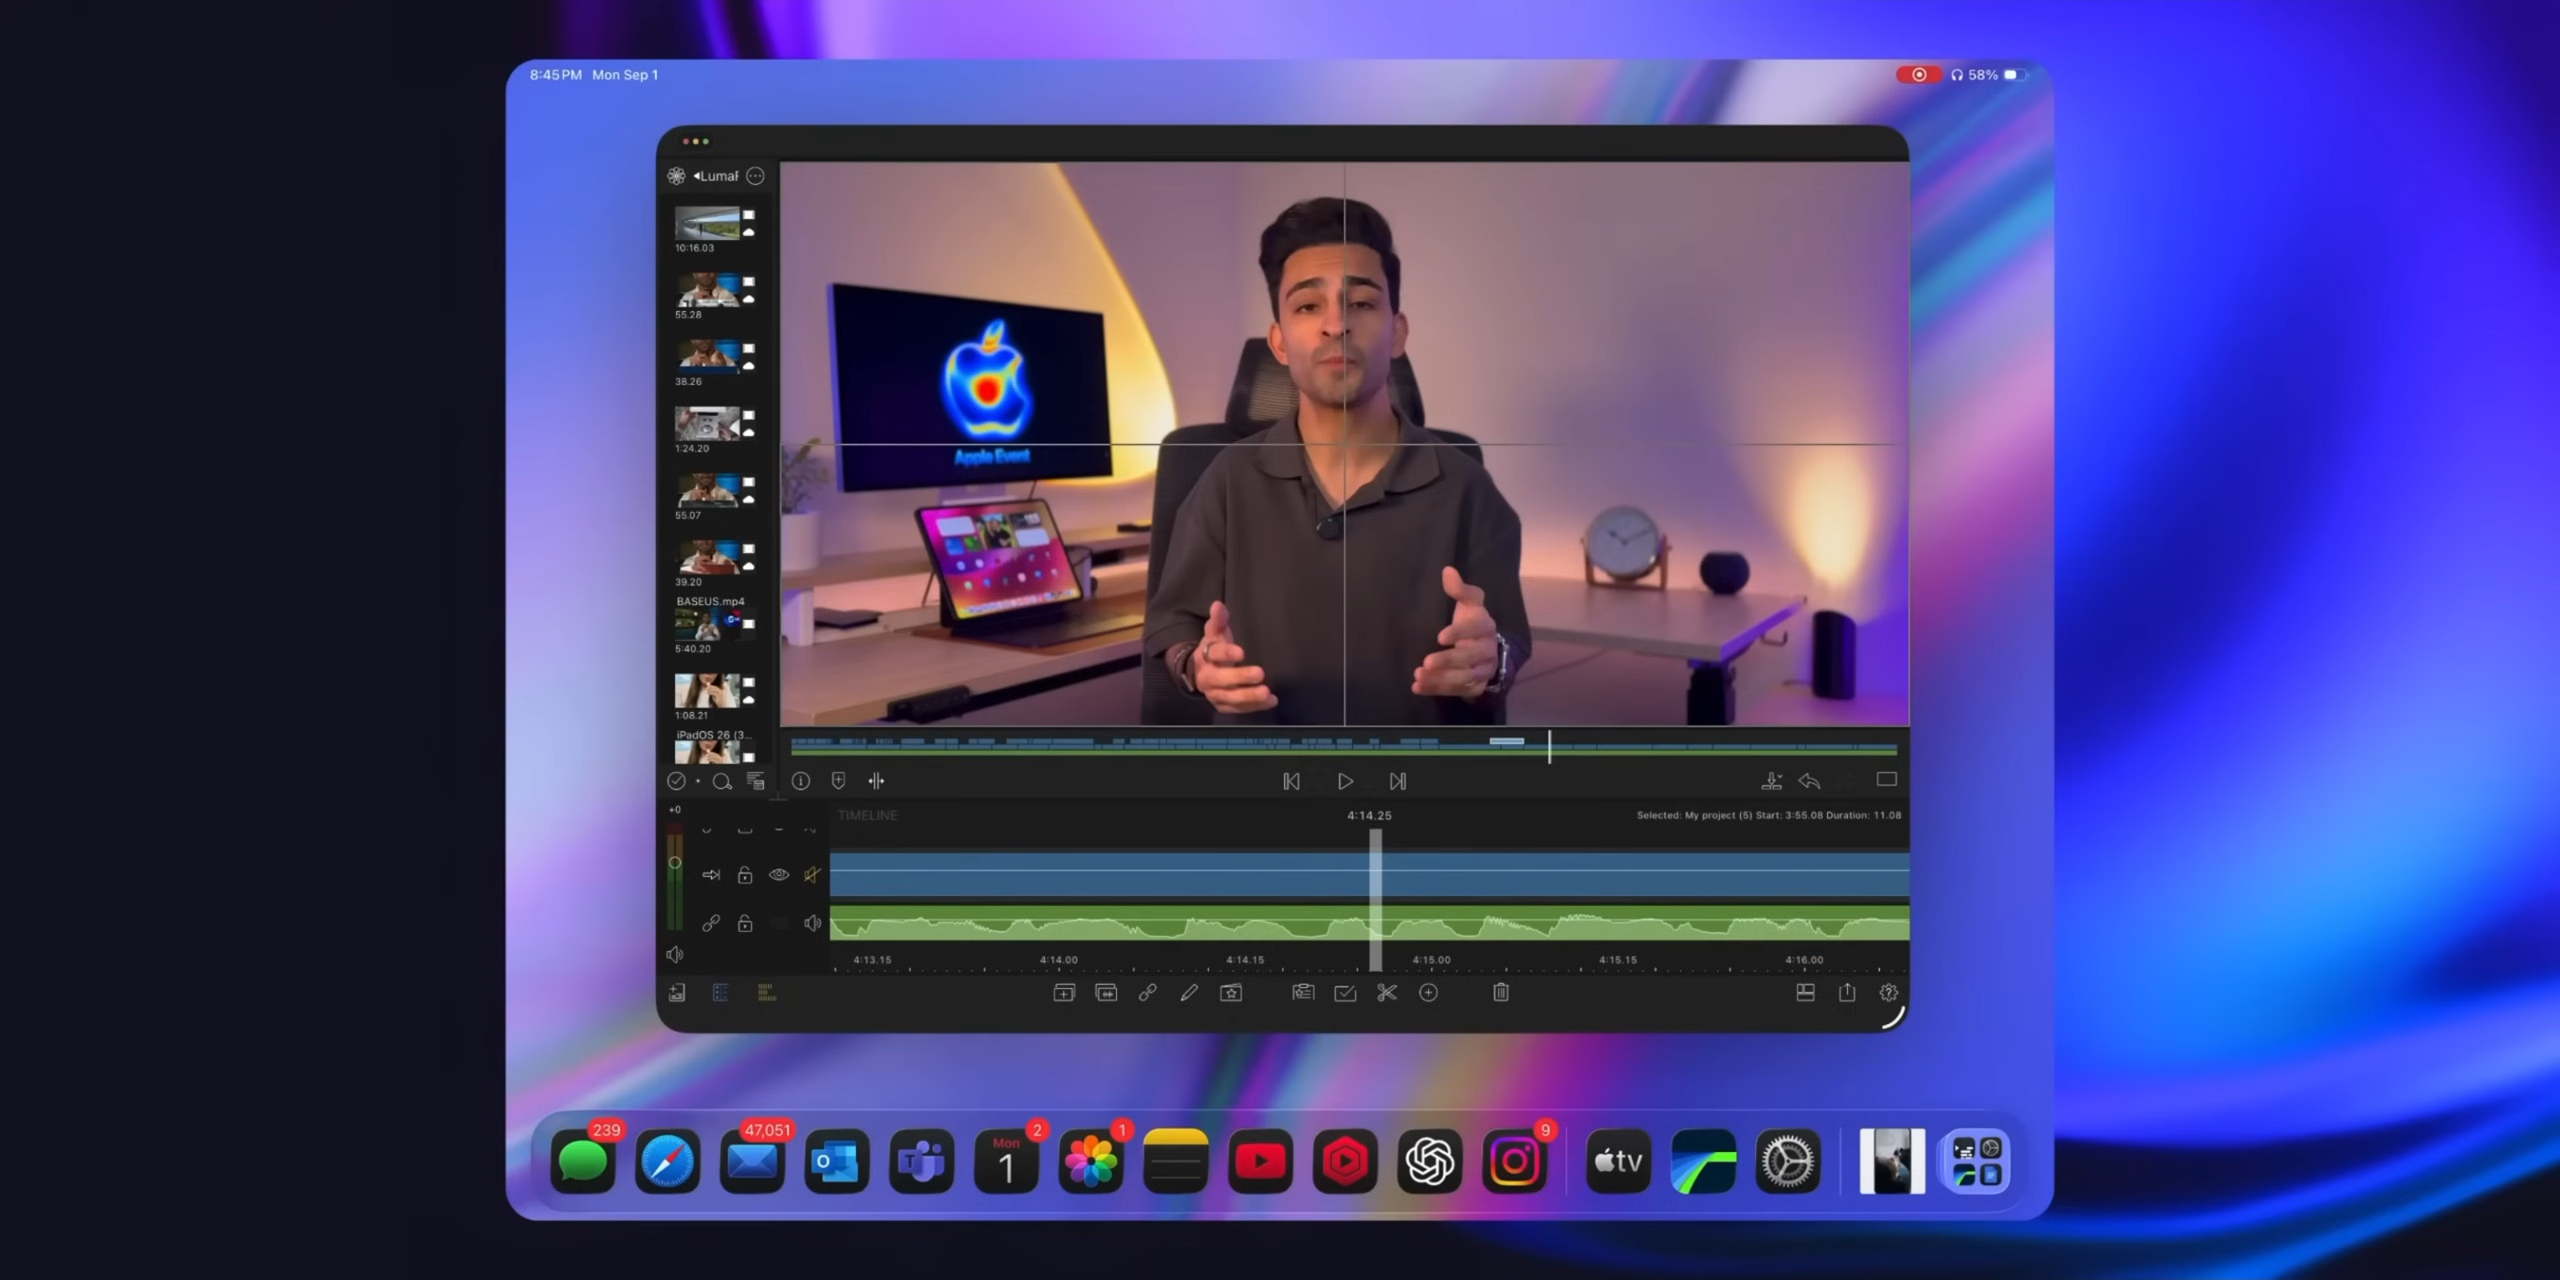 8:45 PM Mon Sep 1
58%
LumaF
10:16.03
55.28
38.26
1:24.20
55.07
39.20
BASEUS.mp4
5:40.20
1:08.21
iPadOS 26 (3...
Apple Event
+0
TIMELINE
4:14.25
Selected: My project (5) Start: 3:55.08 Duration: 11.08
4:13.15 4:14.00 4:14.15 4:15.00 4:15.15 4:16.00
239
47,051
2
1
9
Mon
1
tv